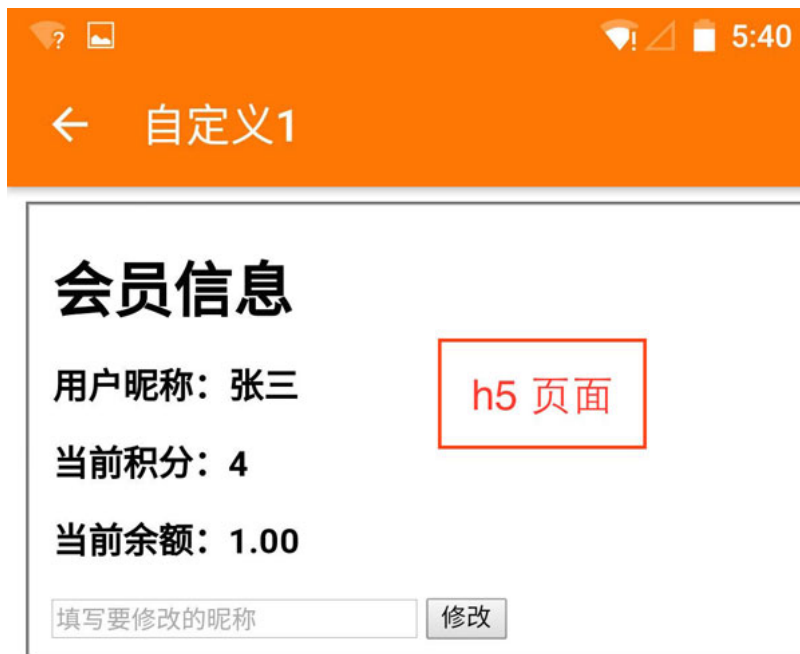 5:40
自定义1
会员信息
用户昵称：张三
h5 页面
当前积分：4
当前余额：1.00
填写要修改的昵称 修改